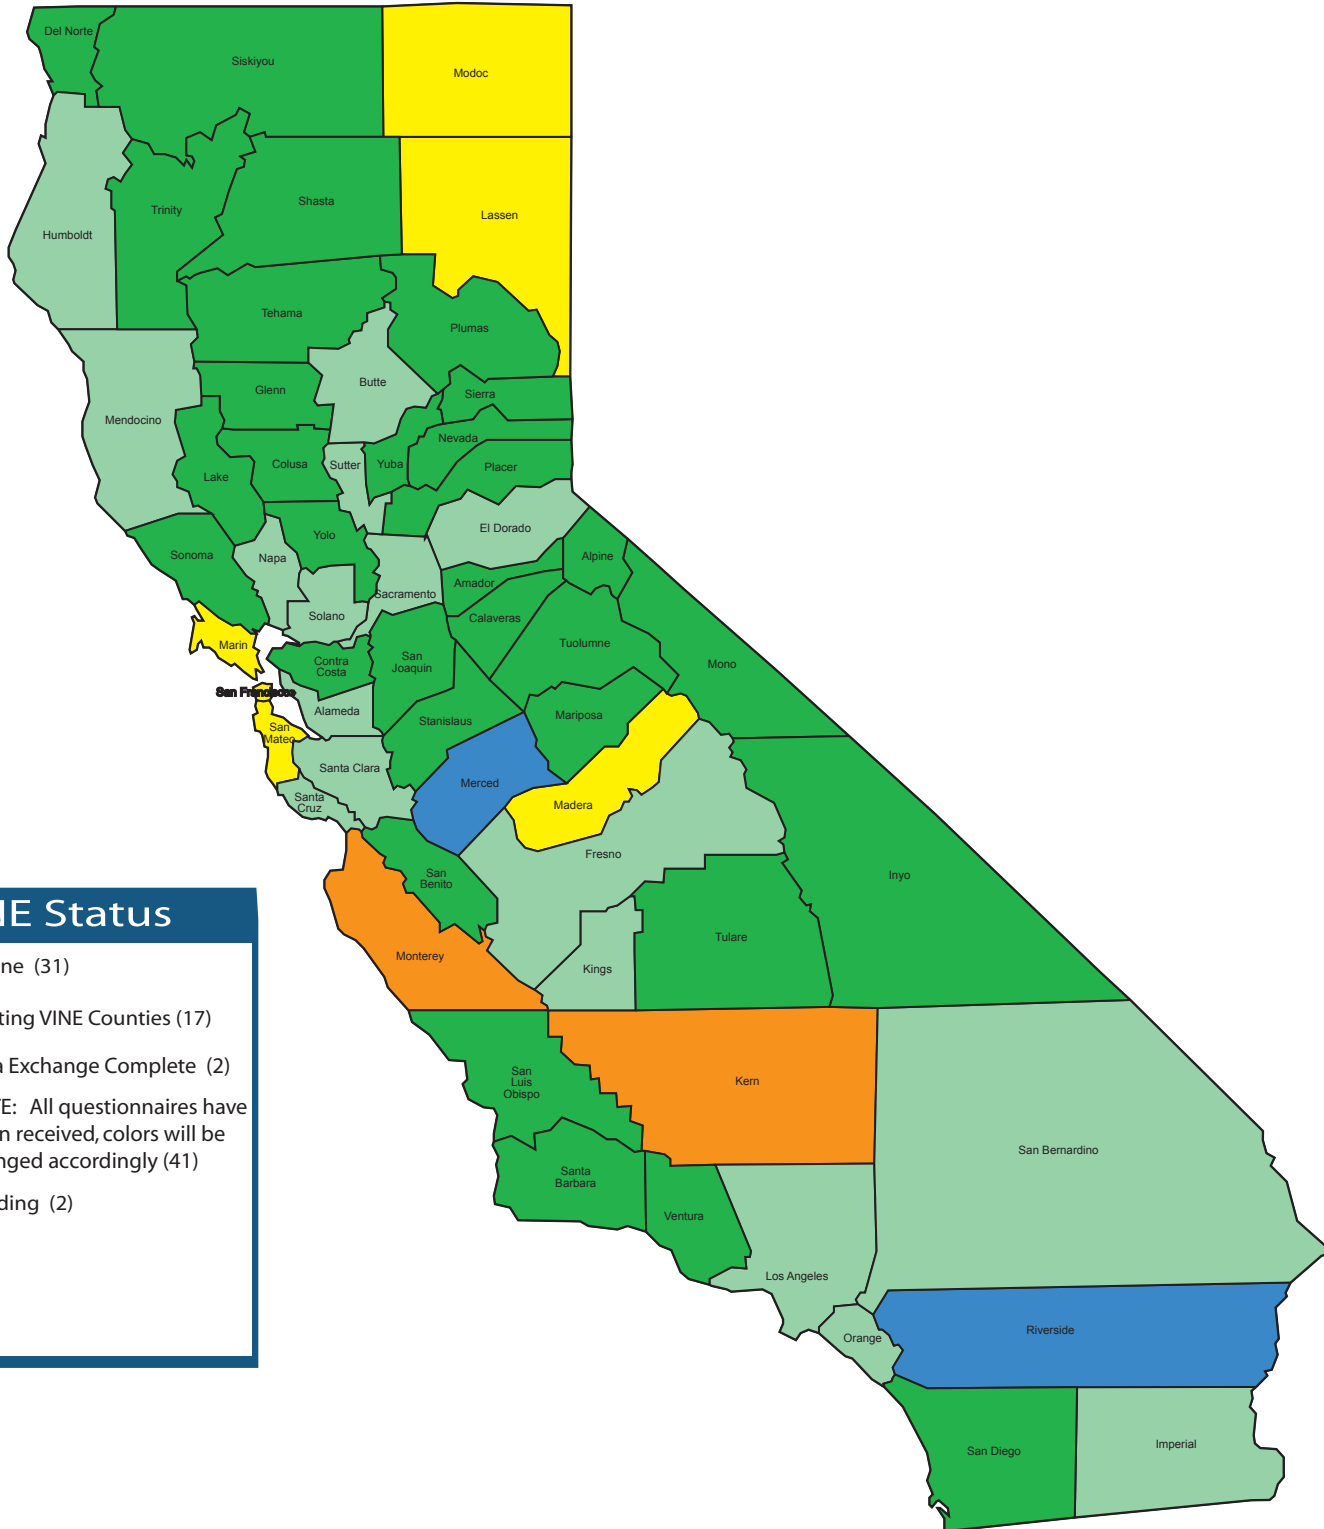 Del Norte
Siskiyou
Modoc
Shasta
Trinity
Lassen
Humboldt
Tehama
Plumas
Butte
Glenn
Sierra
Mendocino
Nevada
Colusa
Sutter
Yuba
Placer
Lake
El Dorado
Yolo
Sonoma
Napa
Alpine
Amador
Sacramento
Solano
Calaveras
Marin
Tuolumne
Contra
Costa
San
Joaquin
Mono
San Francisco
Alameda
Stanislaus
Mariposa
San
Mateo
Santa Clara
Merced
Santa
Cruz
Madera
Fresno
San
Benito
Inyo
Tulare
Monterey
Kings
San
Luis
Obispo
Kern
San Bernardino
Santa
Barbara
Ventura
Los Angeles
Orange
Riverside
San Diego
Imperial
E Status
ne (31)
ting VINE Counties (17)
a Exchange Complete (2)
E: All questionnaires have
n received, colors will be
nged accordingly (41)
ding (2)